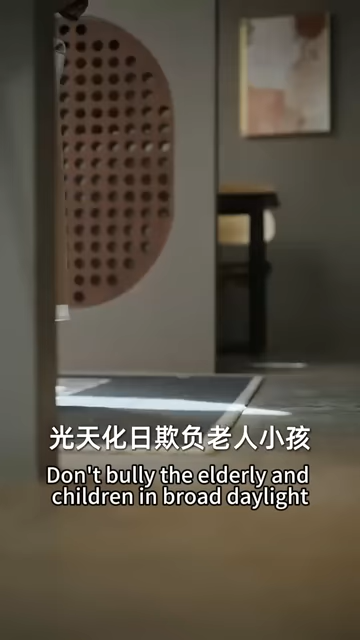 光天化日欺负老人小孩
Don't bully the elderly and
children in broad daylight